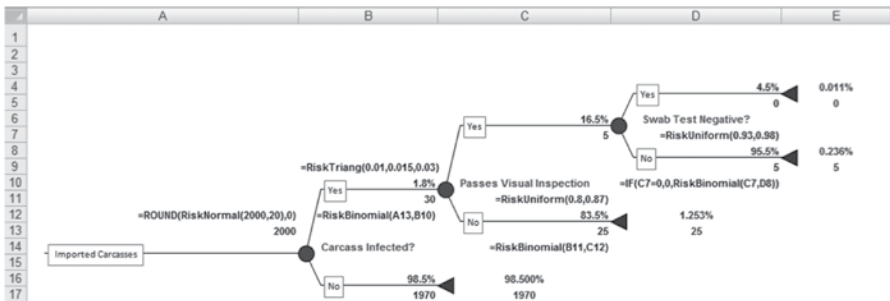 A B C D E
1
2
3
4 Yes 4.5% 0.011%
5 0 0
6 Yes 16.5% Swab Test Negative?
7 5 =RiskUniform(0.93,0.98)
8 No 95.5% 0.236%
9 =RiskTriang(0.01,0.015,0.03) 5 5
10 Yes 1.8% Passes Visual Inspection =IF(C7=0,0,RiskBinomial(C7,D8))
11 30 =RiskUniform(0.8,0.87)
12 =ROUND(RiskNormal(2000,20),0) =RiskBinomial(A13,B10) No 83.5% 1.253%
13 2000 25 25
14 Carcass Infected? =RiskBinomial(B11,C12)
15 Imported Carcasses
16 No 98.5% 98.500%
17 1970 1970